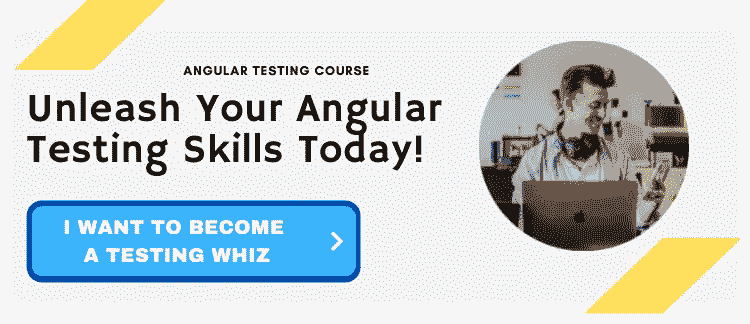 ANGULAR TESTING COURSE
Unleash Your Angular
Testing Skills Today!
I WANT TO BECOME
A TESTING WHIZ